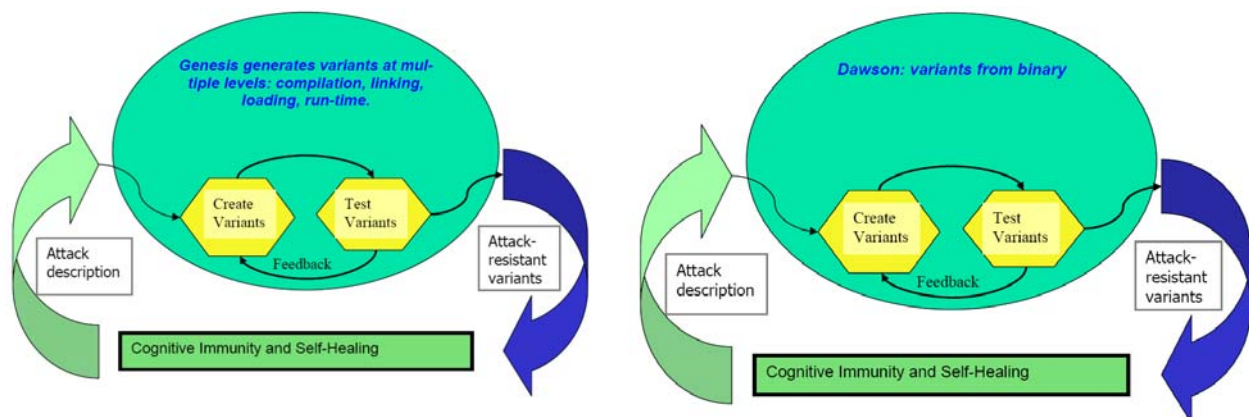 Genesis generates variants at mul-
tiple levels: compilation, linking,
loading, run-time.
Create
Variants
Test
Variants
Feedback
Attack
description
Attack-
resistant
variants
Cognitive Immunity and Self-Healing
Dawson: variants from binary
Create
Variants
Test
Variants
Feedback
Attack
description
Attack-
resistant
variants
Cognitive Immunity and Self-Healing